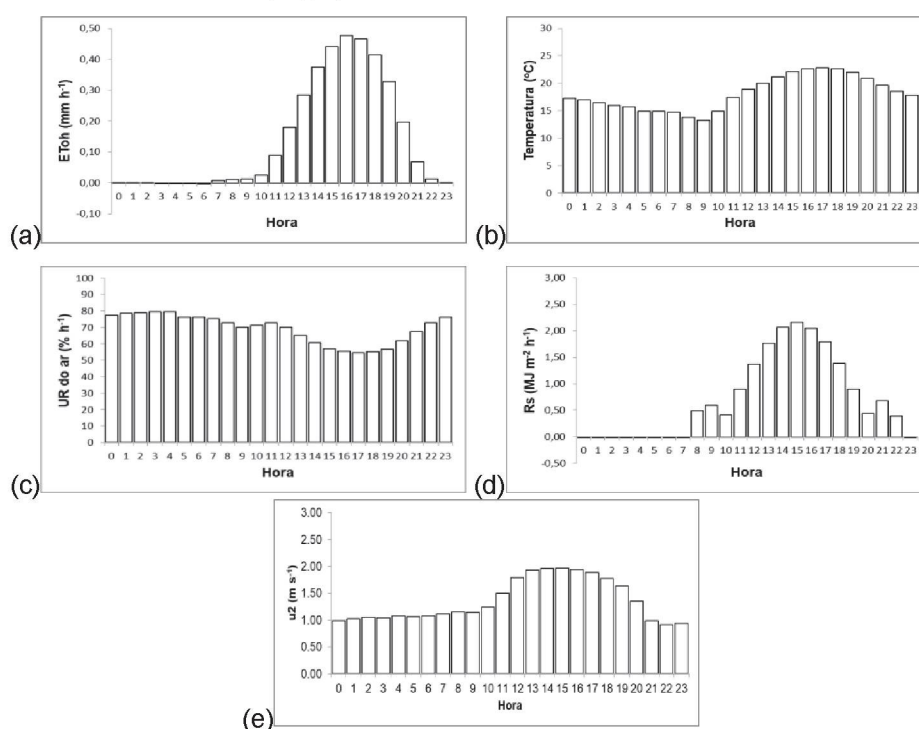 0,50
0,40
0,30
0,20
0,10
0,00
-0,10
EToh (mm h⁻¹)
0 1 2 3 4 5 6 7 8 9 10 11 12 13 14 15 16 17 18 19 20 21 22 23
Hora
(a)
30
25
20
15
10
5
0
Temperatura (ºC)
0 1 2 3 4 5 6 7 8 9 10 11 12 13 14 15 16 17 18 19 20 21 22 23
Hora
(b)
100
90
80
70
60
50
40
30
20
10
0
UR do ar (% h⁻¹)
0 1 2 3 4 5 6 7 8 9 10 11 12 13 14 15 16 17 18 19 20 21 22 23
Hora
(c)
3,00
2,50
2,00
1,50
1,00
0,50
0,00
-0,50
Rs (MJ m⁻² h⁻¹)
0 1 2 3 4 5 6 7 8 9 10 11 12 13 14 15 16 17 18 19 20 21 22 23
Hora
(d)
3.00
2.50
2.00
1.50
1.00
0.50
0.00
u2 (m s⁻¹)
0 1 2 3 4 5 6 7 8 9 10 11 12 13 14 15 16 17 18 19 20 21 22 23
Hora
(e)